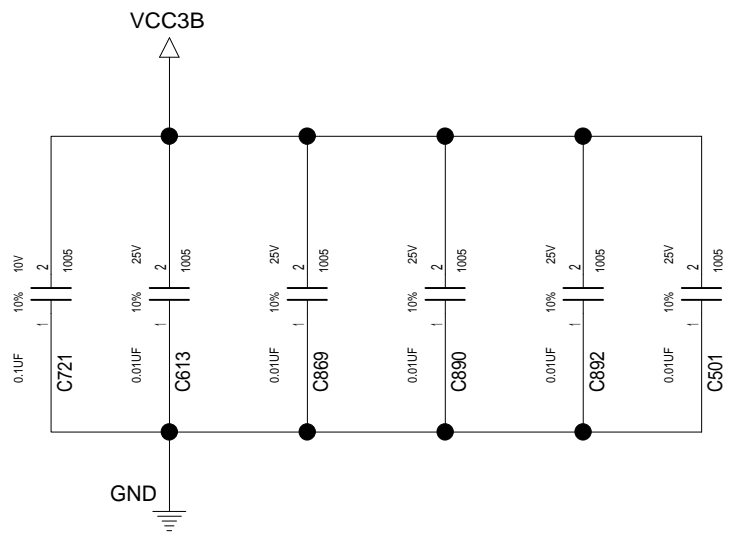 VCC3B
10V
2
1005
10%
1
0.1UF
C721
25V
2
1005
10%
1
0.01UF
C613
25V
2
1005
10%
1
0.01UF
C869
25V
2
1005
10%
1
0.01UF
C890
25V
2
1005
10%
1
0.01UF
C892
25V
2
1005
10%
1
0.01UF
C501
GND